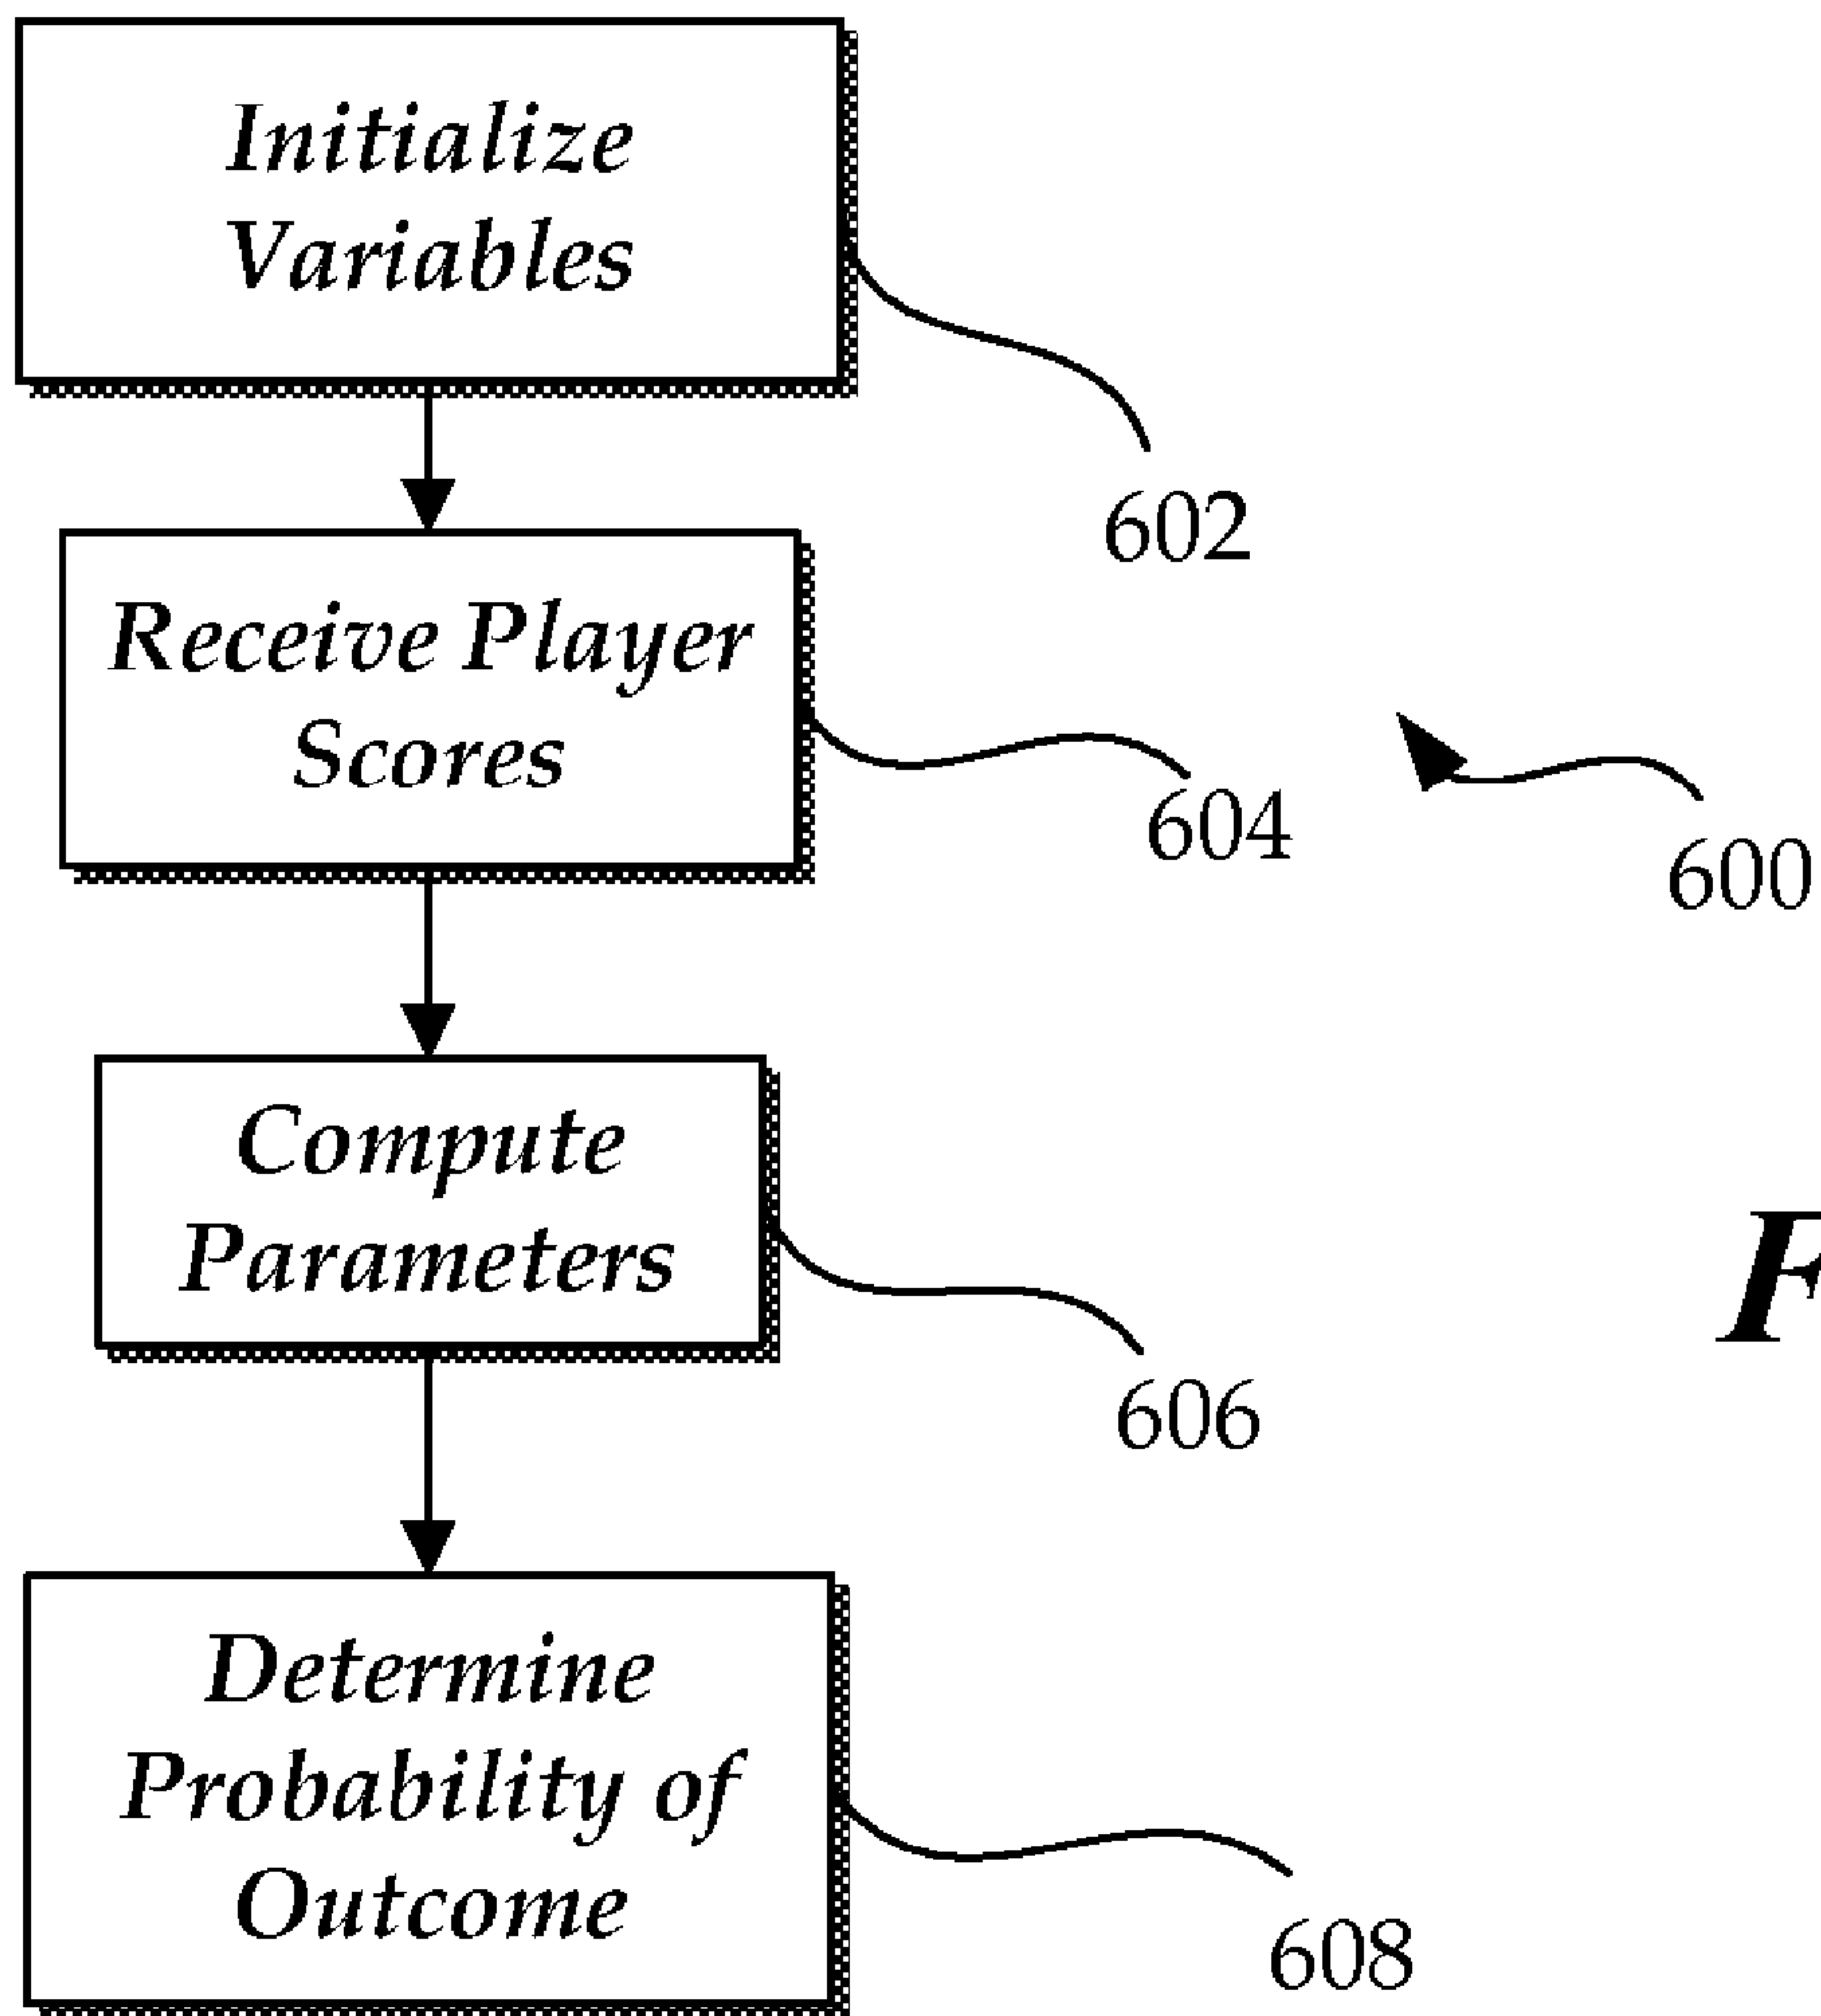 Initialize
Variables
602
Receive Player
Scores
604
600
Compute
Parameters
F
606
Determine
Probability of
Outcome
608